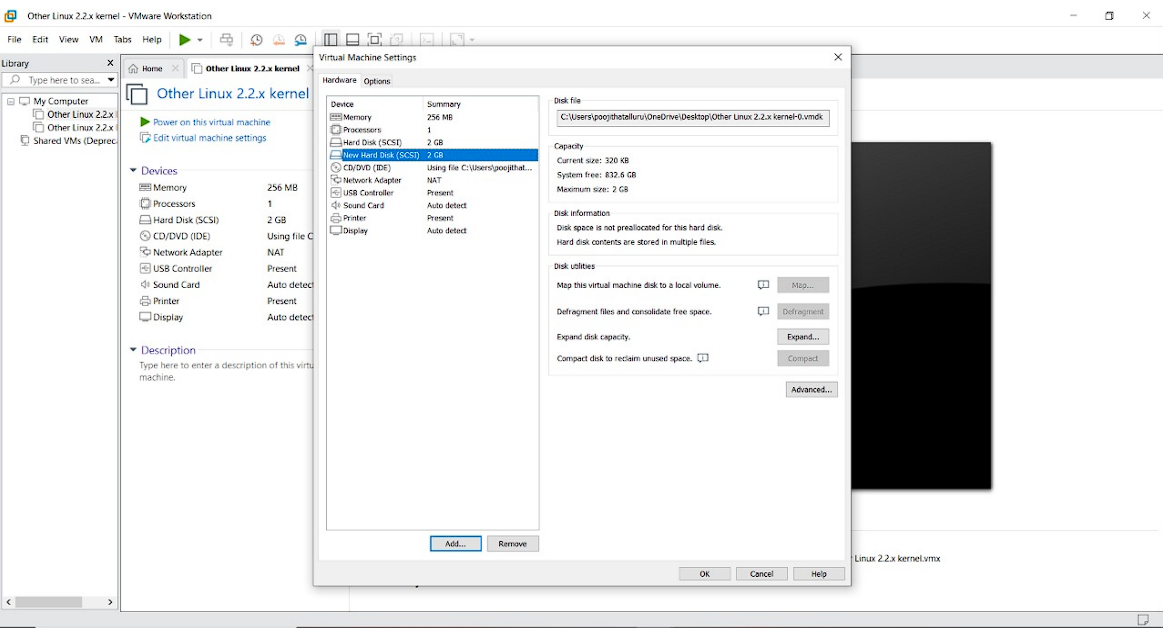 Other Linux 2.2.x kernel - VMware Workstation
File Edit View VM Tabs Help
Library
Type here to sea...
My Computer
Other Linux 2.2.x
Other Linux 2.2.x
Shared VMs (Deprec
Home
Other Linux 2.2.x kernel
Other Linux 2.2.x kernel
Power on this virtual machine
Edit virtual machine settings
Devices
Memory 256 MB
Processors 1
Hard Disk (SCSI) 2 GB
CD/DVD (IDE) Using file C
Network Adapter NAT
USB Controller Present
Sound Card Auto detect
Printer Present
Display Auto detect
Description
Type here to enter a description of this virtu
machine.
Virtual Machine Settings
Hardware Options
Device Summary
Memory 256 MB
Processors 1
Hard Disk (SCSI) 2 GB
New Hard Disk (SCSI) 2 GB
CD/DVD (IDE) Using file C:\Users\poojithat...
Network Adapter NAT
USB Controller Present
Sound Card Auto detect
Printer Present
Display Auto detect
Add... Remove
Disk file
C:\Users\poojithatalluru\OneDrive\Desktop\Other Linux 2.2.x kernel-0.vmdk
Capacity
Current size: 320 KB
System free: 832.6 GB
Maximum size: 2 GB
Disk information
Disk space is not preallocated for this hard disk.
Hard disk contents are stored in multiple files.
Disk utilities
Map this virtual machine disk to a local volume. Map...
Defragment files and consolidate free space. Defragment
Expand disk capacity. Expand...
Compact disk to reclaim unused space. Compact
Advanced...
OK Cancel Help
Linux 2.2.x kernel.vmx